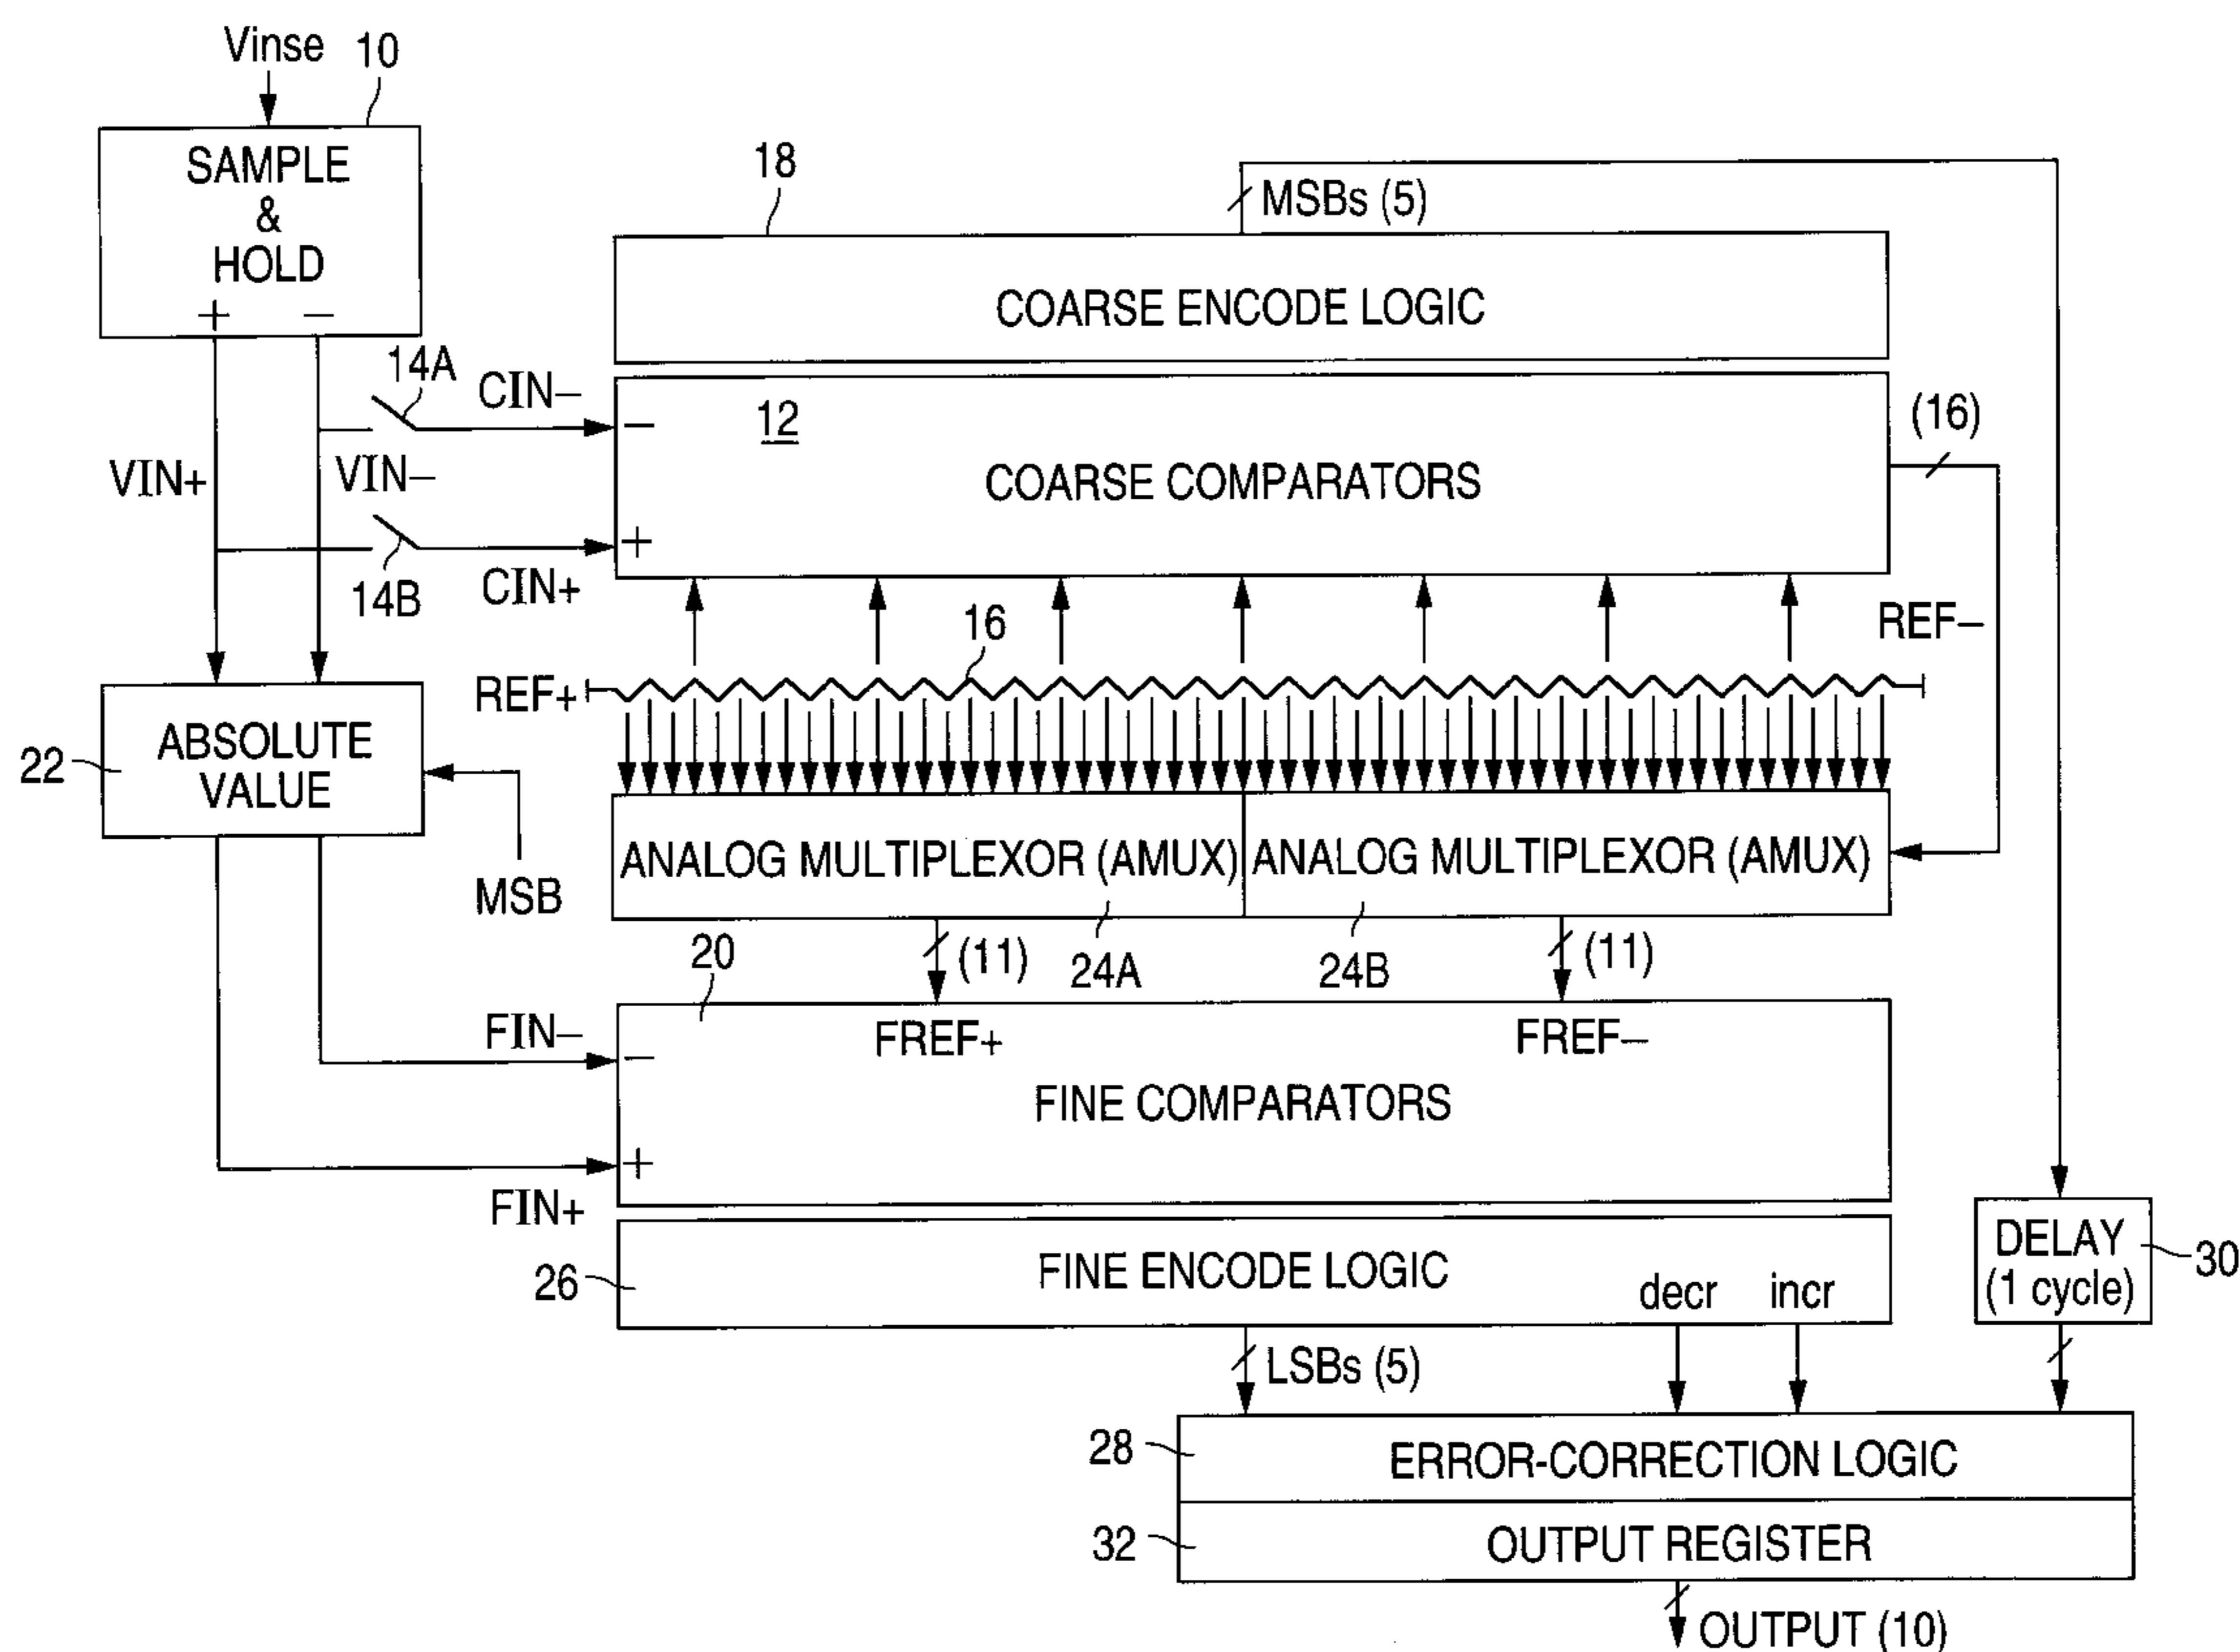 Vinse
10
SAMPLE
&
HOLD
+ −
18
MSBs (5)
COARSE ENCODE LOGIC
14A
CIN−
−
12
(16)
VIN+
VIN−
COARSE COMPARATORS
+
14B
CIN+
16
REF−
REF+
ABSOLUTE
VALUE
22
MSB
ANALOG MULTIPLEXOR (AMUX)
ANALOG MULTIPLEXOR (AMUX)
20
(11)
24A
24B
(11)
FIN−
−
FREF+
FREF−
FINE COMPARATORS
+
FIN+
DELAY
(1 cycle)
30
26
FINE ENCODE LOGIC
decr
incr
LSBs (5)
28
ERROR-CORRECTION LOGIC
32
OUTPUT REGISTER
OUTPUT (10)